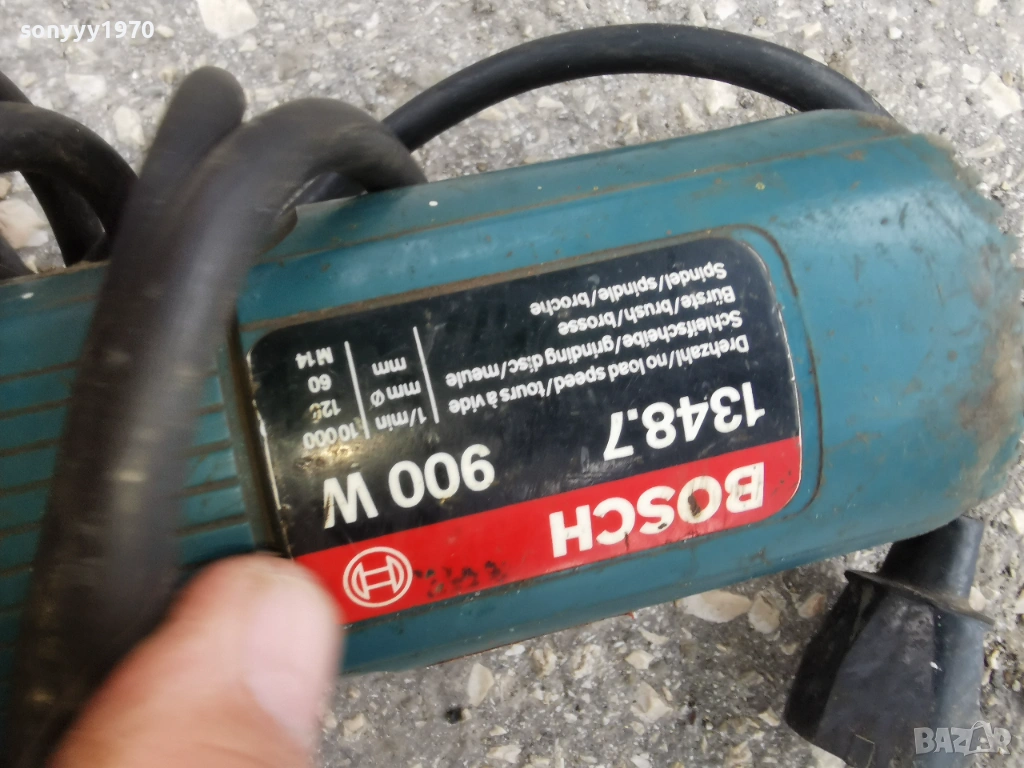 sonyyy1970
BOSCH
1348.7 900 W
Drehzahl/no load speed/tours à vide 1/min 10000
Schleifscheibe/grinding disc/meule mm Ø 125
Bürste/brush/brosse 60
Spindel/spindle/broche mm M 14
BAZAR